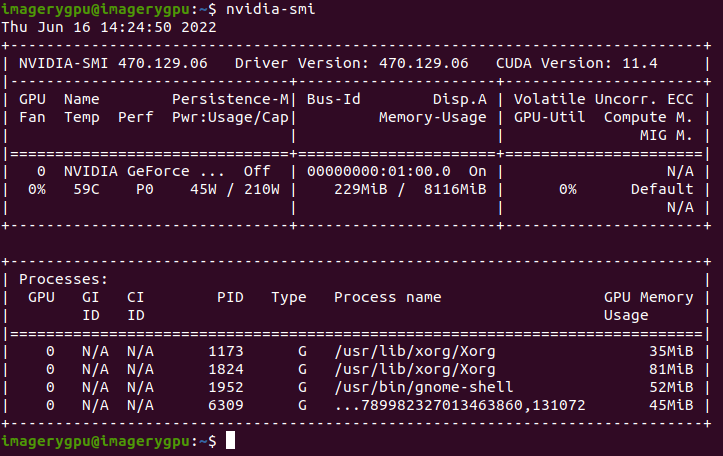 imagerygpu@imagerygpu:~$ nvidia-smi
Thu Jun 16 14:24:50 2022
+-----------------------------------------------------------------------------+
| NVIDIA-SMI 470.129.06   Driver Version: 470.129.06   CUDA Version: 11.4     |
|-------------------------------+----------------------+----------------------+
| GPU  Name        Persistence-M| Bus-Id        Disp.A | Volatile Uncorr. ECC |
| Fan  Temp  Perf  Pwr:Usage/Cap|         Memory-Usage | GPU-Util  Compute M. |
|                               |                      |               MIG M. |
|===============================+======================+======================|
|   0  NVIDIA GeForce ...  Off  | 00000000:01:00.0  On |                  N/A |
|  0%   59C    P0    45W / 210W |    229MiB /  8116MiB |      0%      Default |
|                               |                      |                  N/A |
+-------------------------------+----------------------+----------------------+

+-----------------------------------------------------------------------------+
| Processes:                                                                  |
|  GPU   GI   CI        PID   Type   Process name                  GPU Memory |
|        ID   ID                                                   Usage      |
|=============================================================================|
|    0   N/A  N/A      1173      G   /usr/lib/xorg/Xorg                 35MiB |
|    0   N/A  N/A      1824      G   /usr/lib/xorg/Xorg                 81MiB |
|    0   N/A  N/A      1952      G   /usr/bin/gnome-shell               52MiB |
|    0   N/A  N/A      6309      G   ...789982327013463860,131072       45MiB |
+-----------------------------------------------------------------------------+
imagerygpu@imagerygpu:~$